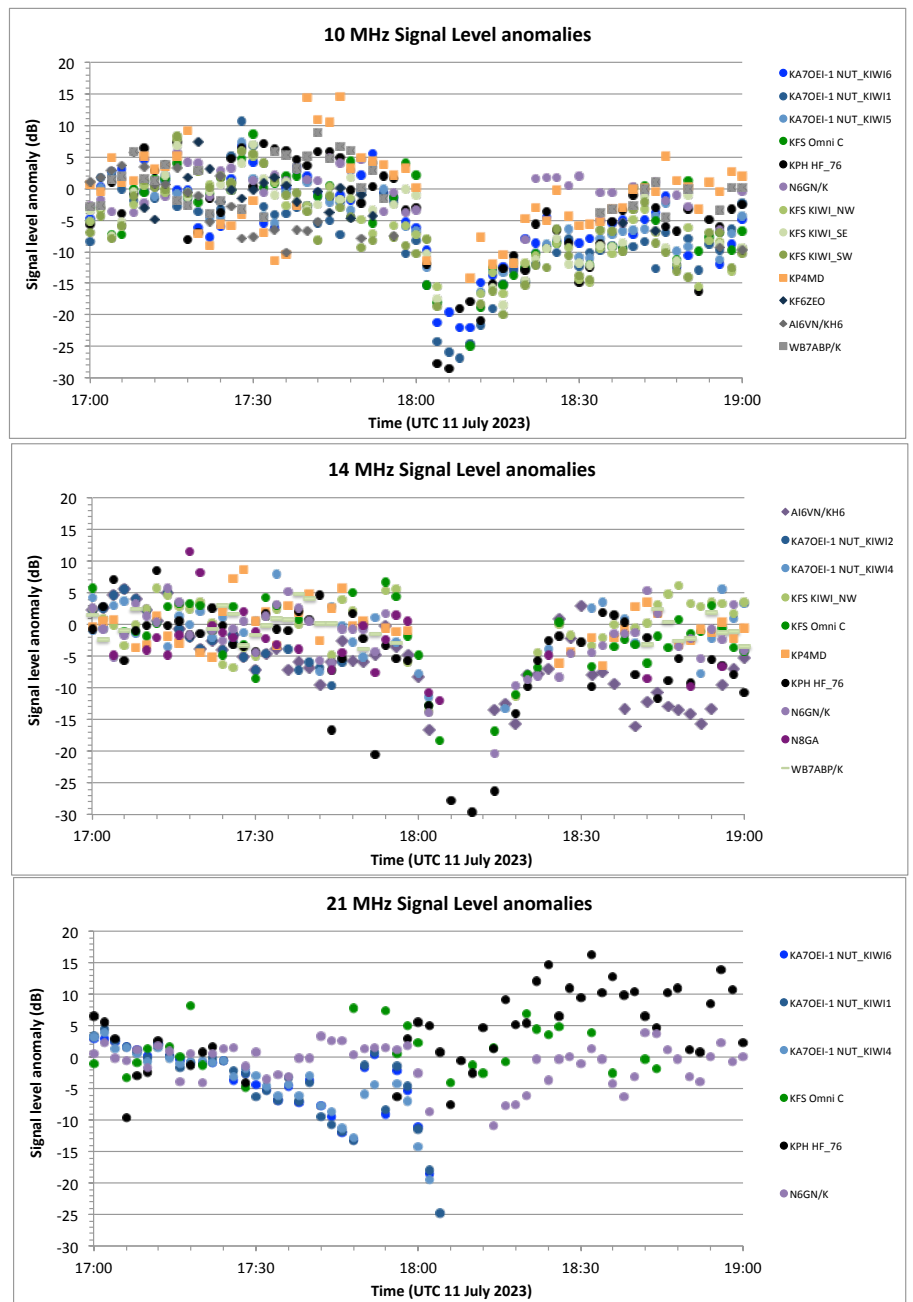 10 MHz Signal Level anomalies
Signal level anomaly (dB)
20
15
10
5
0
-5
-10
-15
-20
-25
-30
17:00
17:30
18:00
18:30
19:00
Time (UTC 11 July 2023)
KA7OEI-1 NUT_KIWI6
KA7OEI-1 NUT_KIWI1
KA7OEI-1 NUT_KIWI5
KFS Omni C
KPH HF_76
N6GN/K
KFS KIWI_NW
KFS KIWI_SE
KFS KIWI_SW
KP4MD
KF6ZEO
AI6VN/KH6
WB7ABP/K
14 MHz Signal Level anomalies
Signal level anomaly (dB)
20
15
10
5
0
-5
-10
-15
-20
-25
-30
17:00
17:30
18:00
18:30
19:00
Time (UTC 11 July 2023)
AI6VN/KH6
KA7OEI-1 NUT_KIWI2
KA7OEI-1 NUT_KIWI4
KFS KIWI_NW
KFS Omni C
KP4MD
KPH HF_76
N6GN/K
N8GA
WB7ABP/K
21 MHz Signal Level anomalies
Signal level anomaly (dB)
20
15
10
5
0
-5
-10
-15
-20
-25
-30
17:00
17:30
18:00
18:30
19:00
Time (UTC 11 July 2023)
KA7OEI-1 NUT_KIWI6
KA7OEI-1 NUT_KIWI1
KA7OEI-1 NUT_KIWI4
KFS Omni C
KPH HF_76
N6GN/K